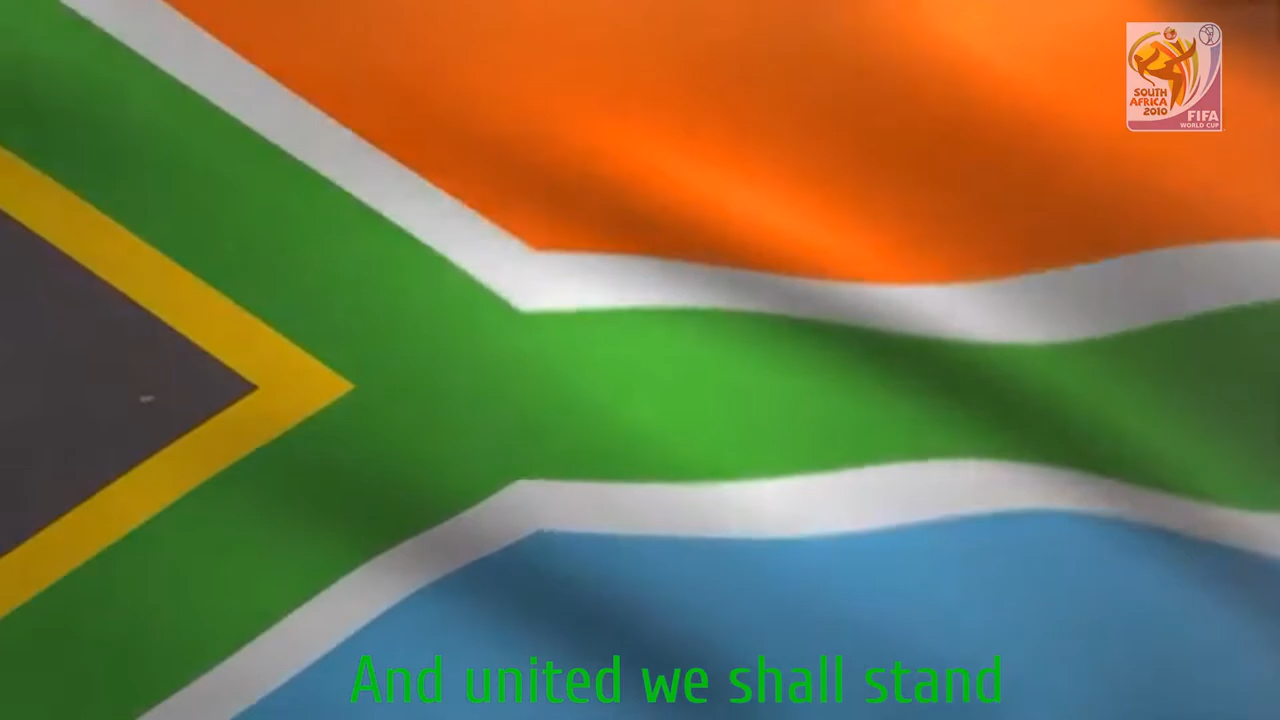 SOUTH
AFRICA
2010
FIFA
WORLD CUP
And united we shall stand